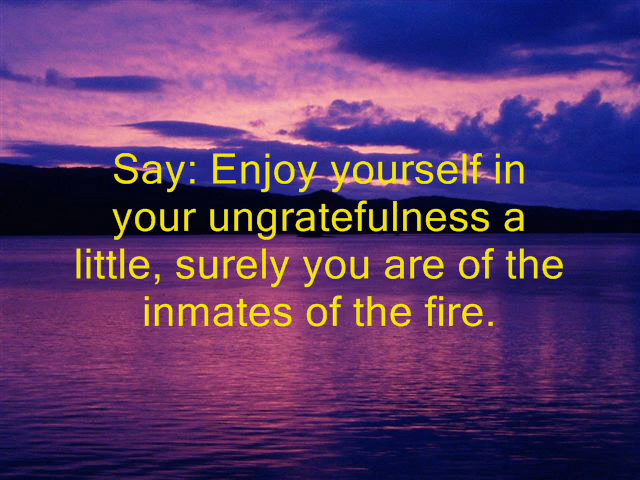 Say: Enjoy yourself in
your ungratefulness a
little, surely you are of the
inmates of the fire.